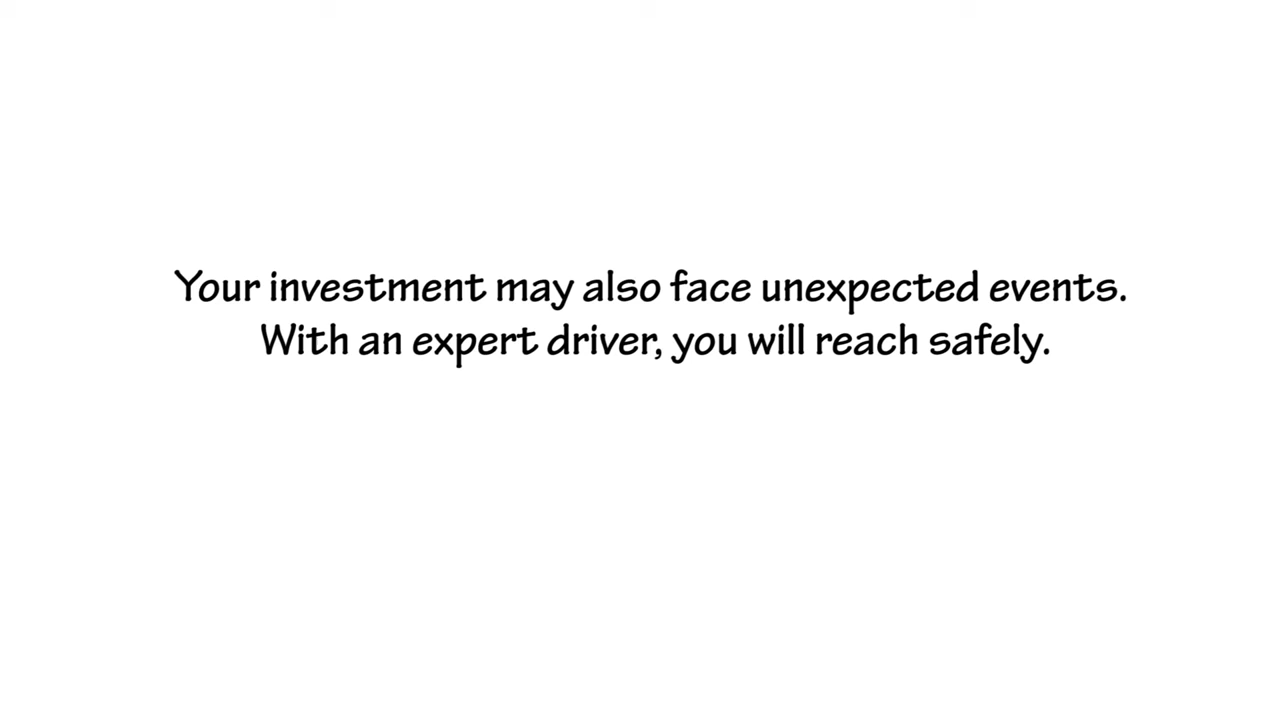 Your investment may also face unexpected events.
With an expert driver, you will reach safely.